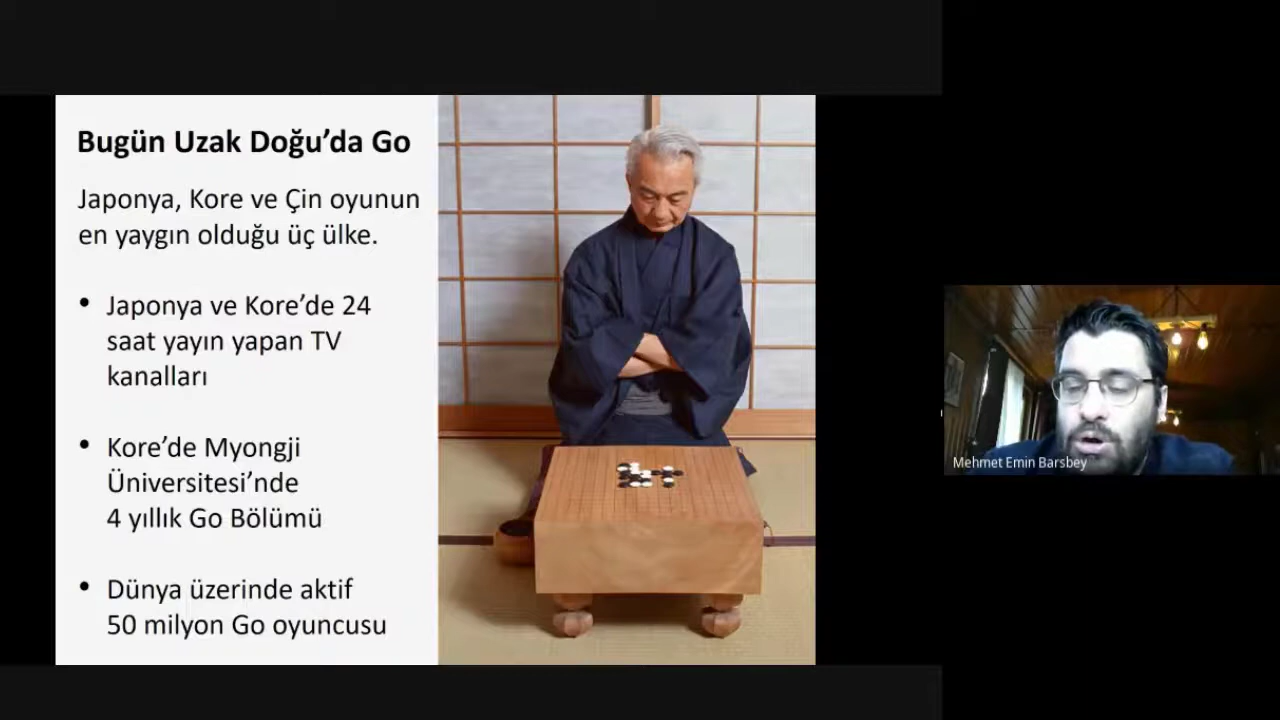 Bugün Uzak Doğu’da Go
Japonya, Kore ve Çin oyunun
en yaygın olduğu üç ülke.
• Japonya ve Kore’de 24
saat yayın yapan TV
kanalları
• Kore’de Myongji
Üniversitesi’nde
4 yıllık Go Bölümü
• Dünya üzerinde aktif
50 milyon Go oyuncusu
Mehmet Emin Barsbey